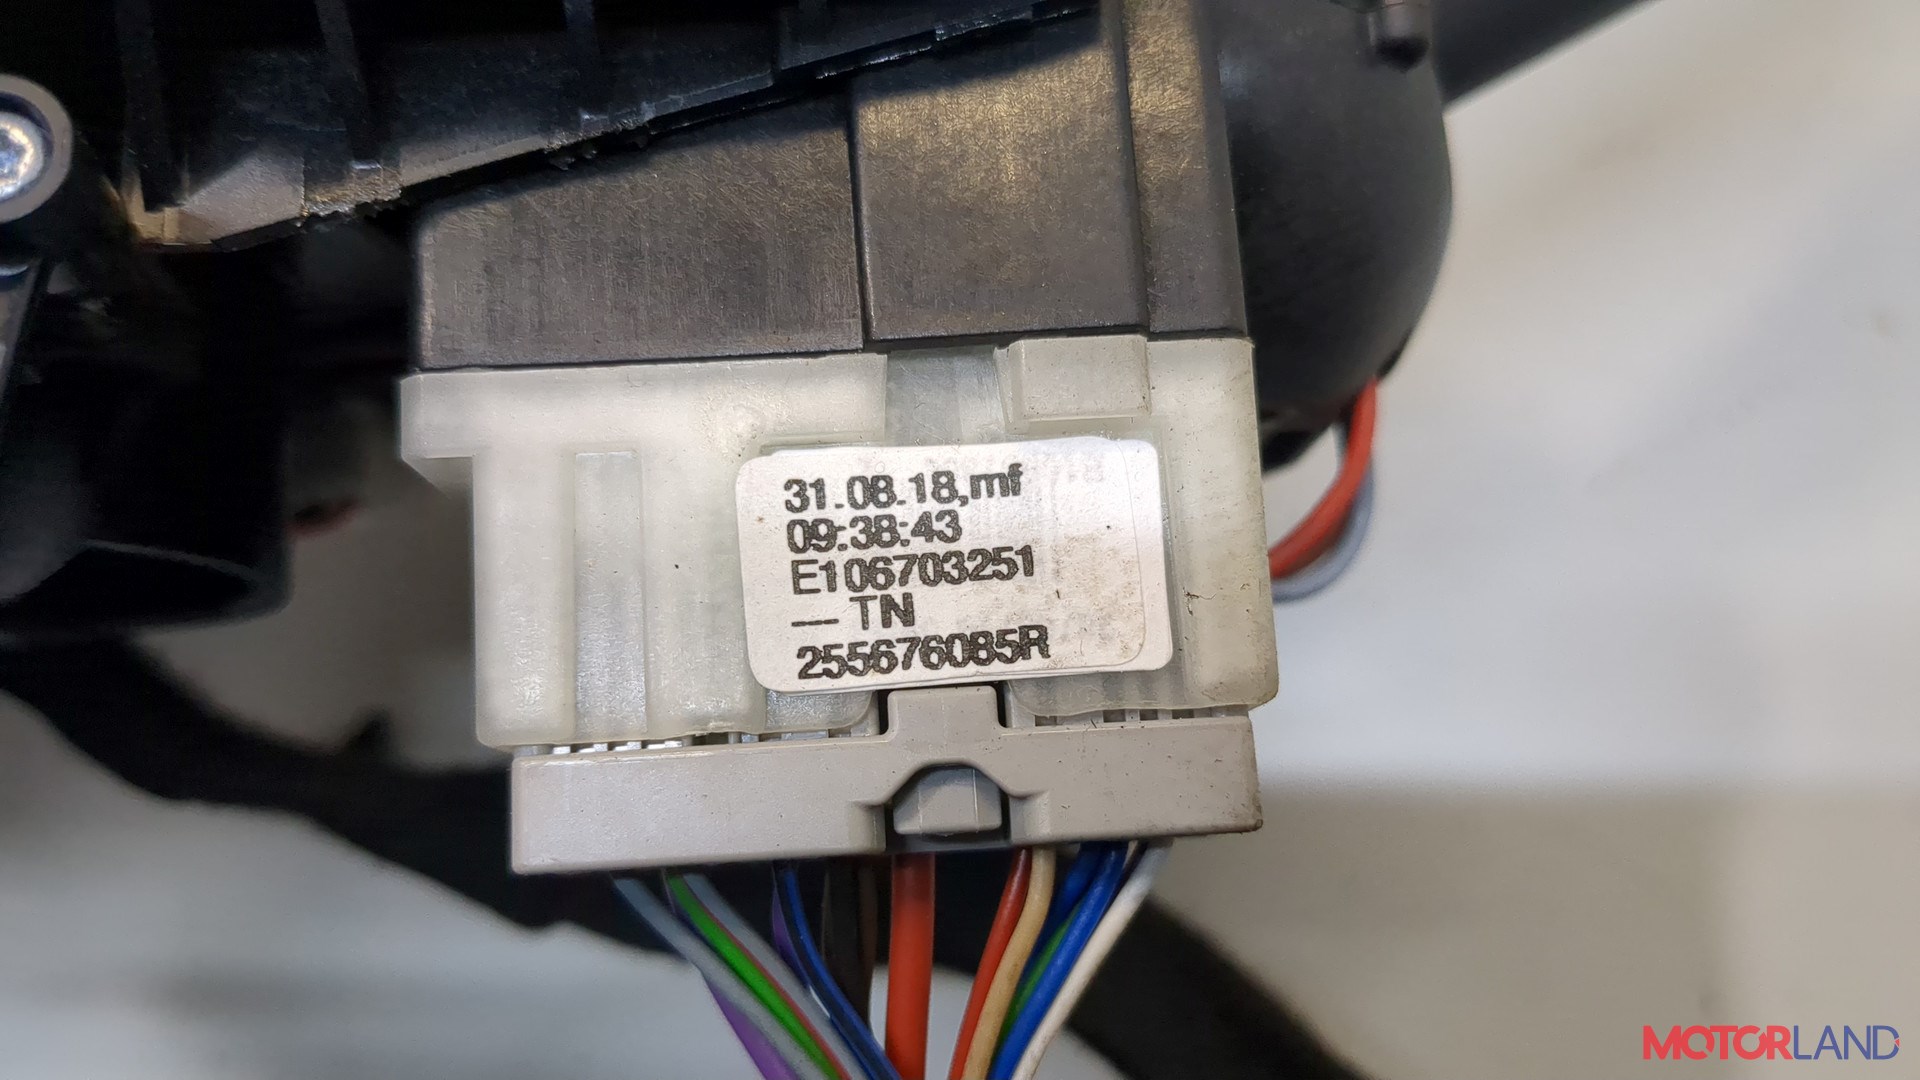 31.08.18,mf
09:38:43
E106703251
— TN
255676085R
MOTORLAND